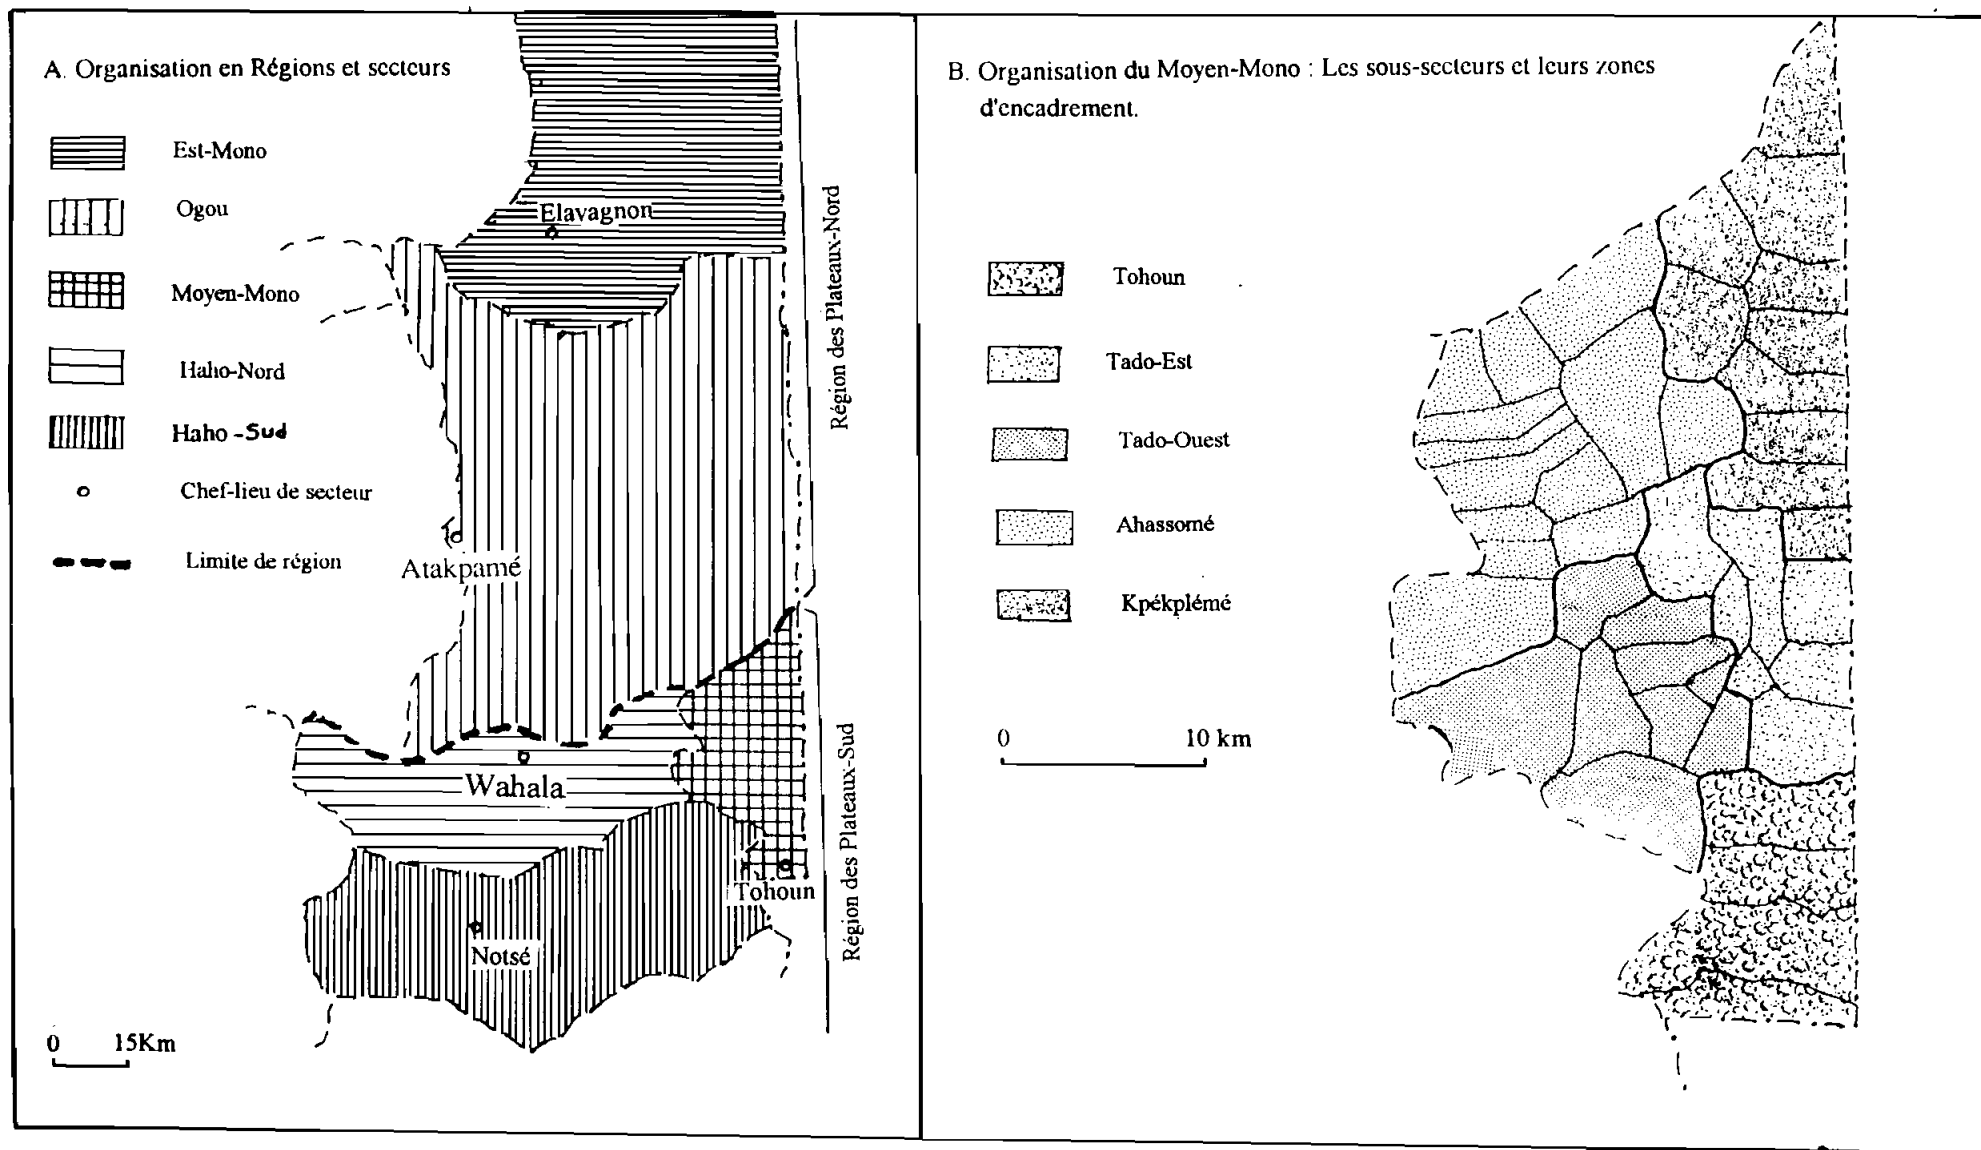 A. Organisation en Régions et secteurs
Est-Mono
Ogou
Moyen-Mono
Haho-Nord
Haho-Sud
Chef-lieu de secteur
Limite de région
0 15Km
Elavagnon
Atakpamé
Wahala
Tohoun
Notsé
Région des Plateaux-Nord
Région des Plateaux-Sud
B. Organisation du Moyen-Mono : Les sous-secteurs et leurs zones
d'encadrement.
Tohoun
Tado-Est
Tado-Ouest
Ahassomé
Kpékplémé
0 10 km